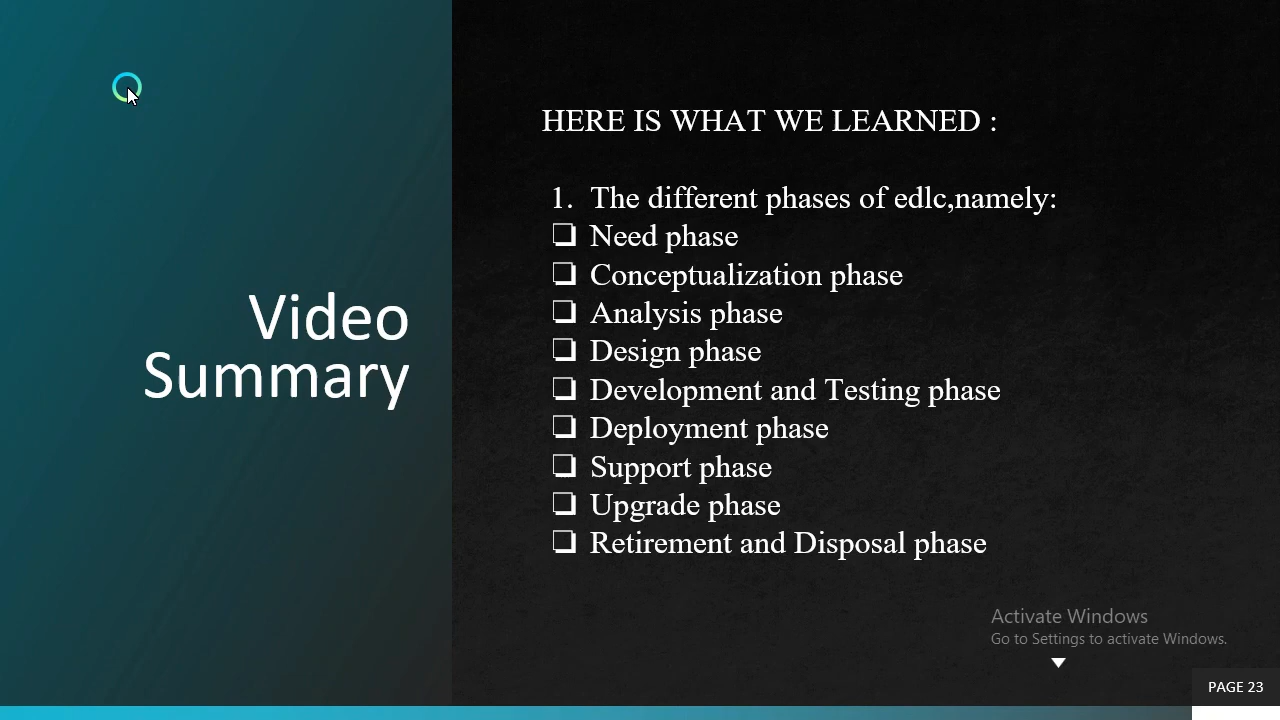 Video
Summary
HERE IS WHAT WE LEARNED :
1. The different phases of edlc,namely:
❑ Need phase
❑ Conceptualization phase
❑ Analysis phase
❑ Design phase
❑ Development and Testing phase
❑ Deployment phase
❑ Support phase
❑ Upgrade phase
❑ Retirement and Disposal phase
Activate Windows
Go to Settings to activate Windows.
PAGE 23